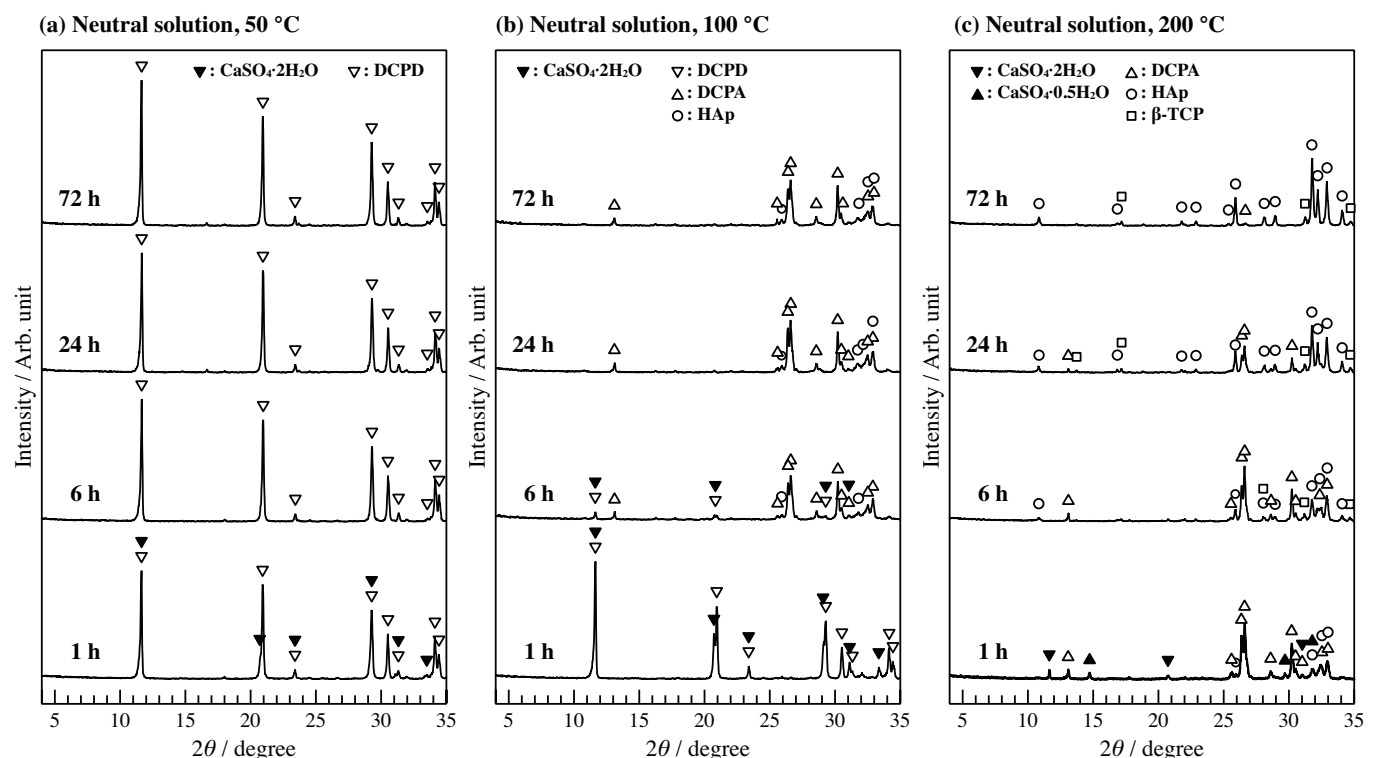 (a) Neutral solution, 50 °C
▼: CaSO₄·2H₂O ▽: DCPD
72 h
24 h
6 h
1 h
5 10 15 20 25 30 35
2θ / degree
Intensity / Arb. unit
(b) Neutral solution, 100 °C
▼: CaSO₄·2H₂O ▽: DCPD
△: DCPA
○: HAp
72 h
24 h
6 h
1 h
5 10 15 20 25 30 35
2θ / degree
Intensity / Arb. unit
(c) Neutral solution, 200 °C
▼: CaSO₄·2H₂O △: DCPA
▲: CaSO₄·0.5H₂O ○: HAp
□: β-TCP
72 h
24 h
6 h
1 h
5 10 15 20 25 30 35
2θ / degree
Intensity / Arb. unit